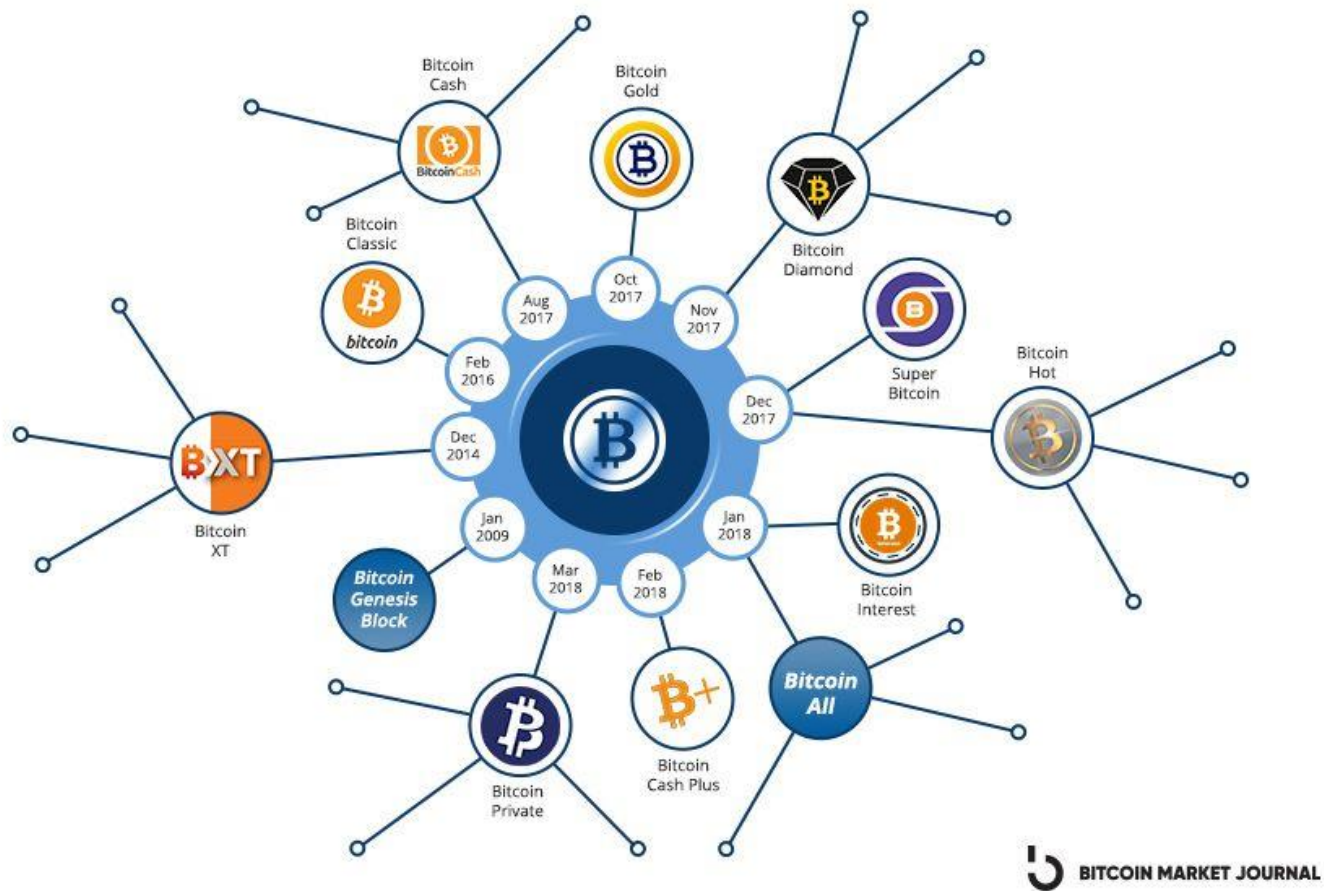 Bitcoin
Cash
BitcoinCash
Bitcoin
Gold
Bitcoin
Diamond
Bitcoin
Classic
bitcoin
Aug
2017
Oct
2017
Nov
2017
Super
Bitcoin
Bitcoin
Hot
Feb
2016
Dec
2017
Dec
2014
BXT
Bitcoin
XT
Jan
2009
Jan
2018
Bitcoin
Interest
Mar
2018
Feb
2018
Bitcoin
Genesis
Block
Bitcoin
All
B+
Bitcoin
Cash Plus
Bitcoin
Private
BITCOIN MARKET JOURNAL